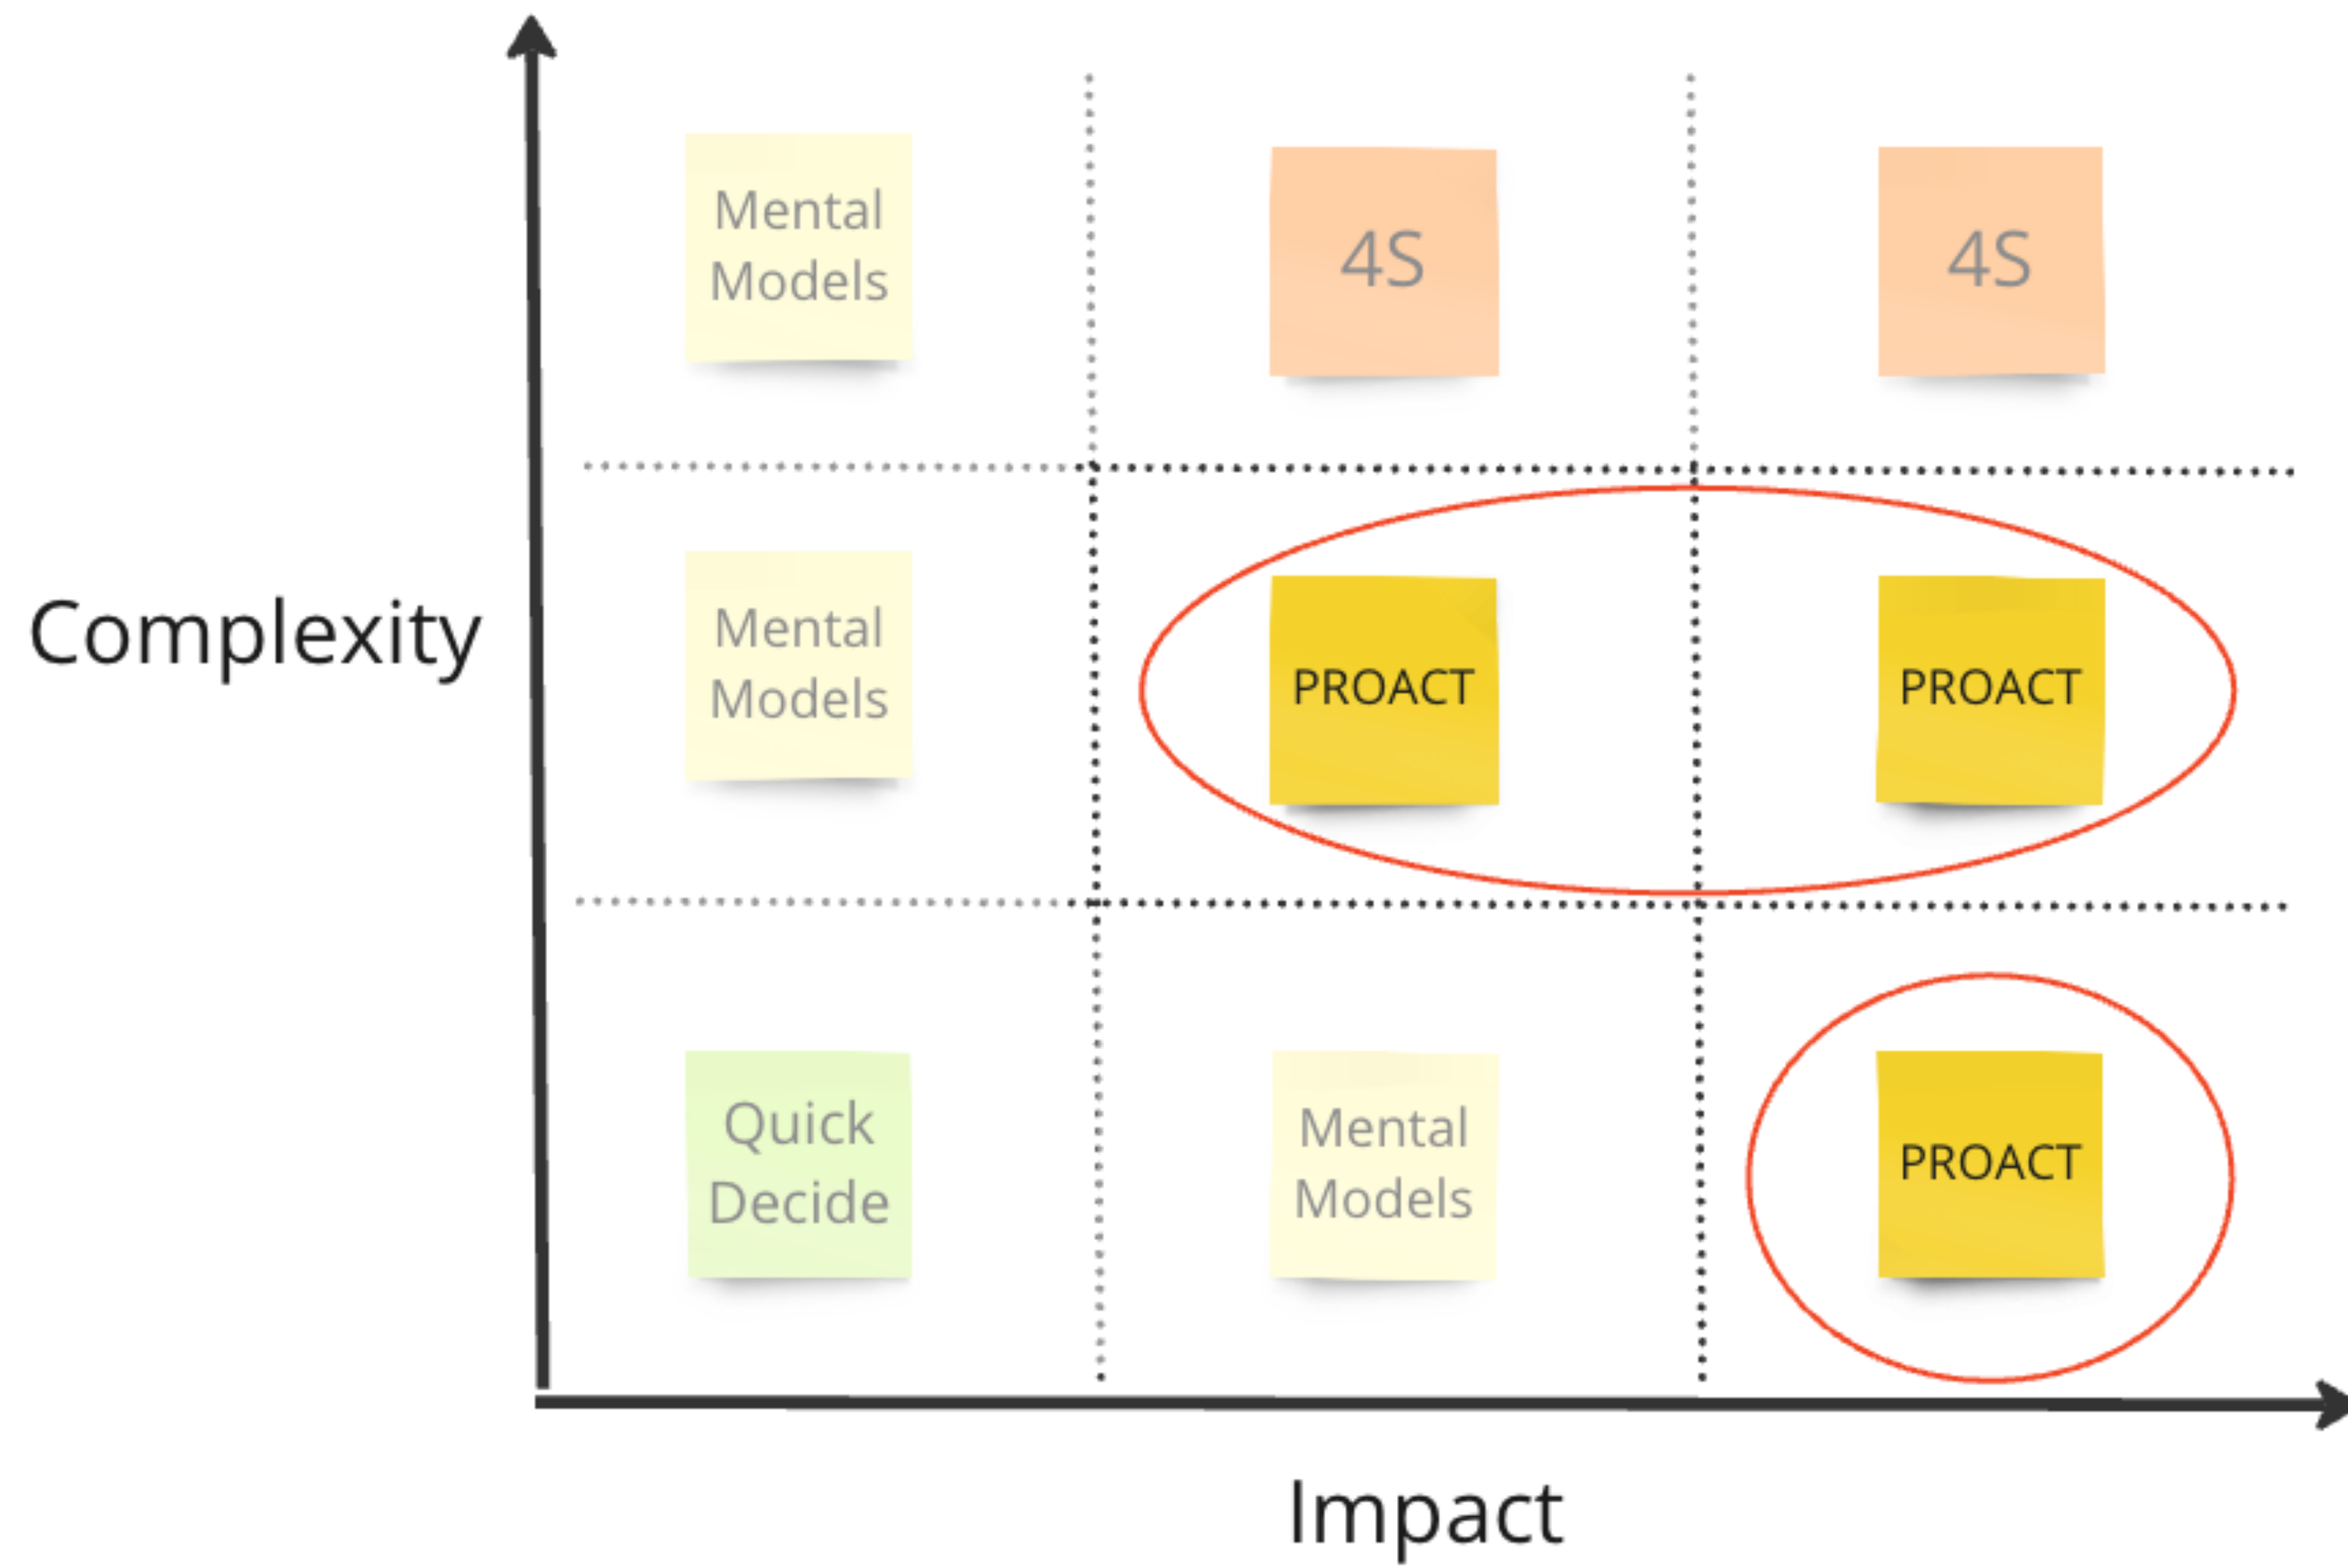 Mental
Models
4S
4S
Complexity
Mental
Models
PROACT
PROACT
Quick
Decide
Mental
Models
PROACT
Impact